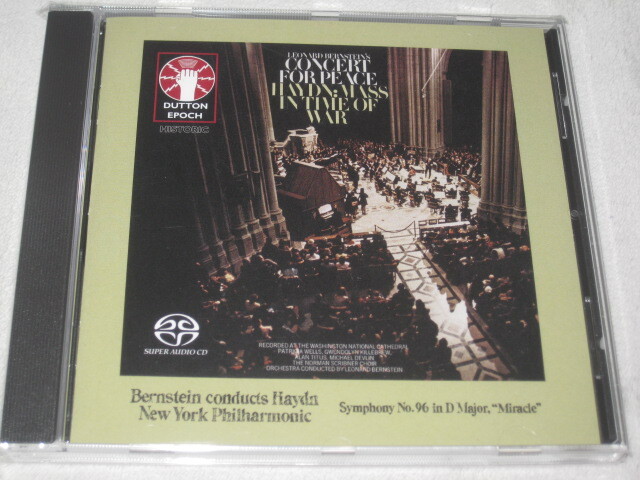 LEONARD BERNSTEIN'S
CONCERT
FOR PEACE
HAYDN: MASS
IN TIME OF
WAR
DUTTON
EPOCH
HISTORIC
SUPER AUDIO CD
RECORDED AT THE WASHINGTON NATIONAL CATHEDRAL
PATRICIA WELLS, GWENDOLYN KILLEBREW,
ALAN TITUS, MICHAEL DEVLIN
THE NORMAN SCRIBNER CHOIR
ORCHESTRA CONDUCTED BY LEONARD BERNSTEIN
Bernstein conducts Haydn
New York Philharmonic
Symphony No. 96 in D Major, "Miracle"